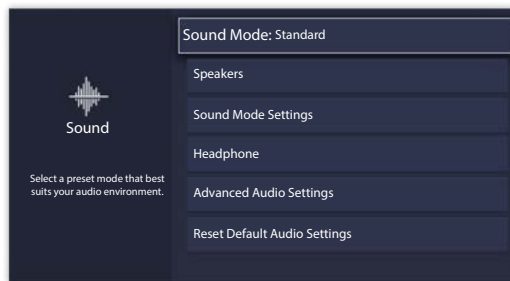 Sound
Select a preset mode that best
suits your audio environment.
Sound Mode: Standard
Speakers
Sound Mode Settings
Headphone
Advanced Audio Settings
Reset Default Audio Settings